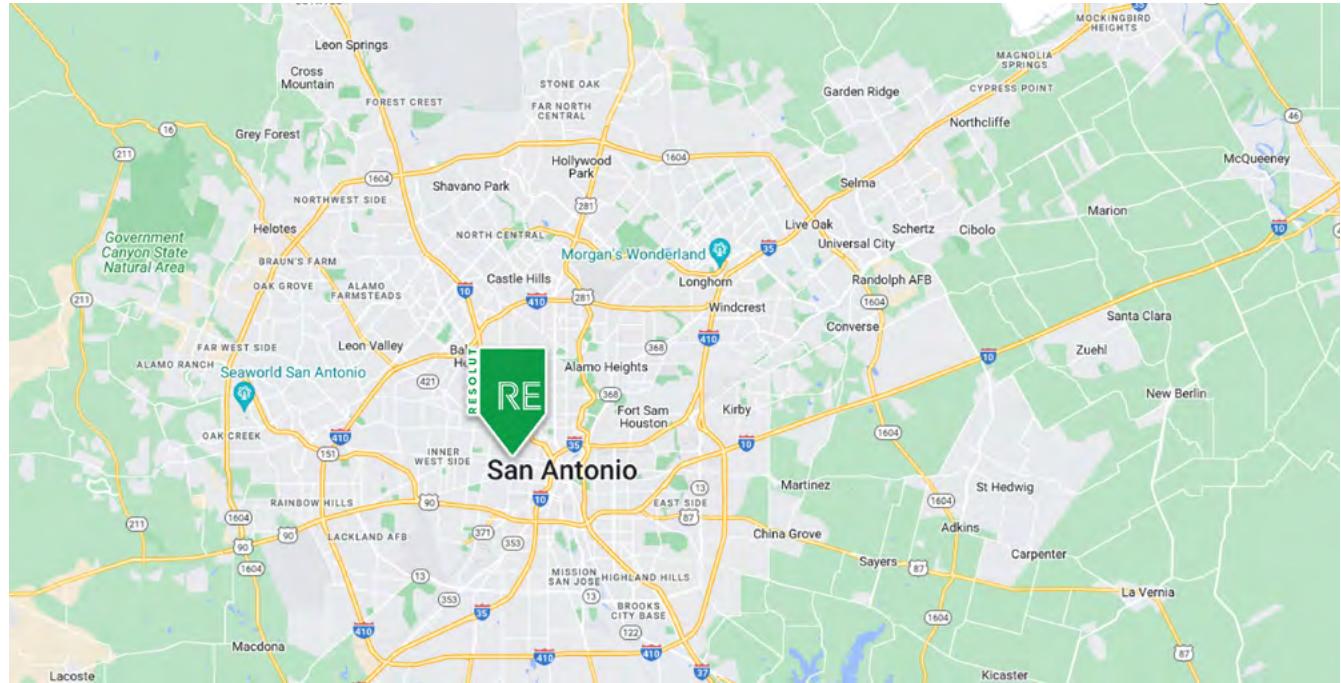 35
MOCKINGBIRD
HEIGHTS
Leon Springs
MAGNOLIA
SPRINGS
Cross
Mountain
STONE OAK
CYPRESS POINT
Garden Ridge
FOREST CREST
FAR NORTH
CENTRAL
46
Northcliffe
16
Grey Forest
211
1604
Hollywood
Park
McQueeney
1604
Shavano Park
Selma
NORTHWEST SIDE
281
Marion
Live Oak
Helotes
NORTH CENTRAL
Schertz
Cibolo
10
Government
Canyon State
Natural Area
Universal City
35
Morgan's Wonderland
BRAUN'S FARM
Castle Hills
Longhorn
Randolph AFB
OAK GROVE
ALAMO
FARMSTEADS
10
211
410
281
1604
Windcrest
Santa Clara
Converse
410
FAR WEST SIDE
Leon Valley
368
Zuehl
10
ALAMO RANCH
Alamo Heights
Seaworld San Antonio
421
RESOLUT
RE
368
New Berlin
Fort Sam
Houston
Kirby
OAK CREEK
410
1604
35
10
151
INNER
WEST SIDE
San Antonio
Martinez
St Hedwig
13
RAINBOW HILLS
90
10
EAST SIDE
1604
87
211
1604
90
90
LACKLAND AFB
371
353
China Grove
Adkins
Carpenter
1604
Sayers
87
13
MISSION
SAN JOSE
HIGHLAND HILLS
La Vernia
353
13
35
BROOKS
CITY BASE
1604
410
122
Macdona
87
410
410
37
Lacoste
Kicaster